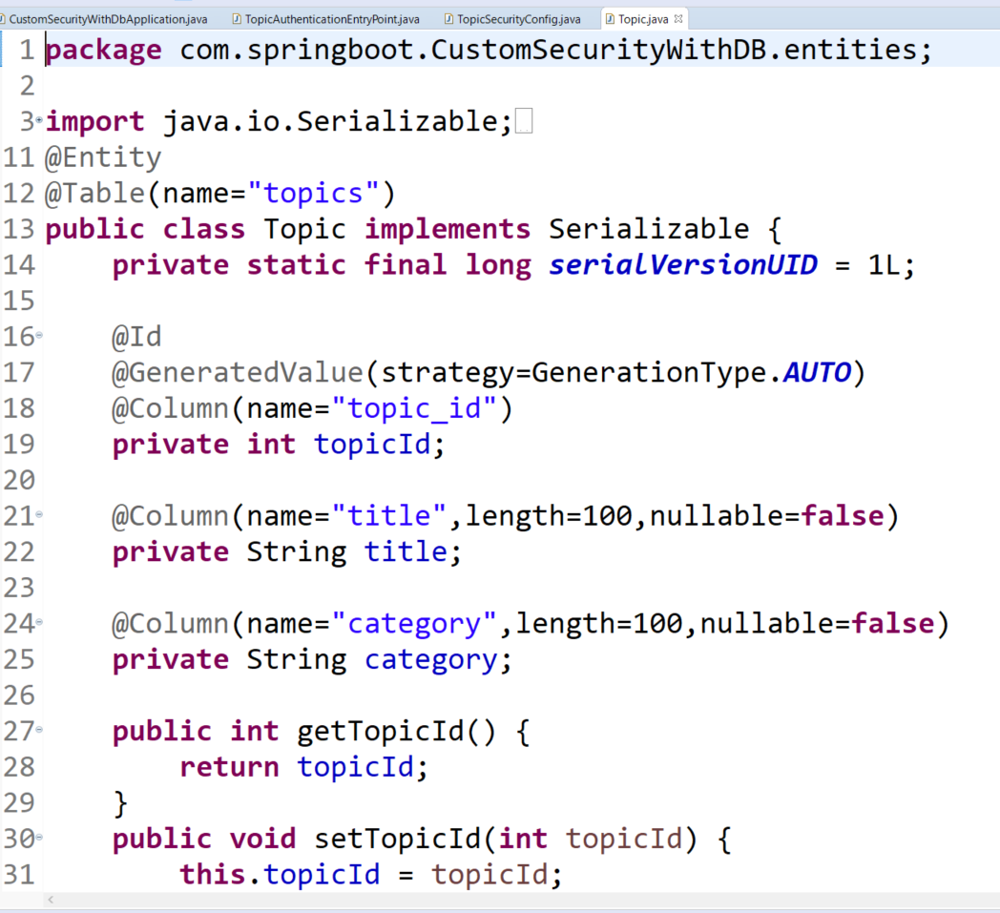 CustomSecurityWithDbApplication.java TopicAuthenticationEntryPoint.java TopicSecurityConfig.java Topic.java
1 package com.springboot.CustomSecurityWithDB.entities;
2
3 import java.io.Serializable;
11 @Entity
12 @Table(name="topics")
13 public class Topic implements Serializable {
14 private static final long serialVersionUID = 1L;
15
16 @Id
17 @GeneratedValue(strategy=GenerationType.AUTO)
18 @Column(name="topic_id")
19 private int topicId;
20
21 @Column(name="title",length=100,nullable=false)
22 private String title;
23
24 @Column(name="category",length=100,nullable=false)
25 private String category;
26
27 public int getTopicId() {
28 return topicId;
29 }
30 public void setTopicId(int topicId) {
31 this.topicId = topicId;